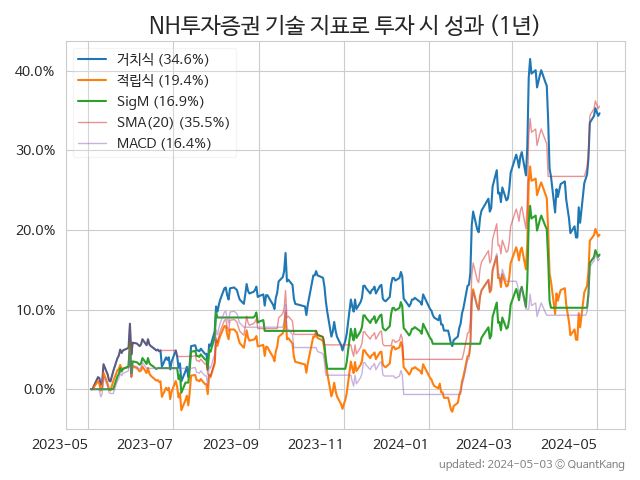 NH투자증권 기술 지표로 투자 시 성과 (1년)
거치식 (34.6%)
적립식 (19.4%)
SigM (16.9%)
SMA(20) (35.5%)
MACD (16.4%)
40.0%
30.0%
20.0%
10.0%
0.0%
2023-05 2023-07 2023-09 2023-11 2024-01 2024-03 2024-05
updated: 2024-05-03 ⓒ QuantKang